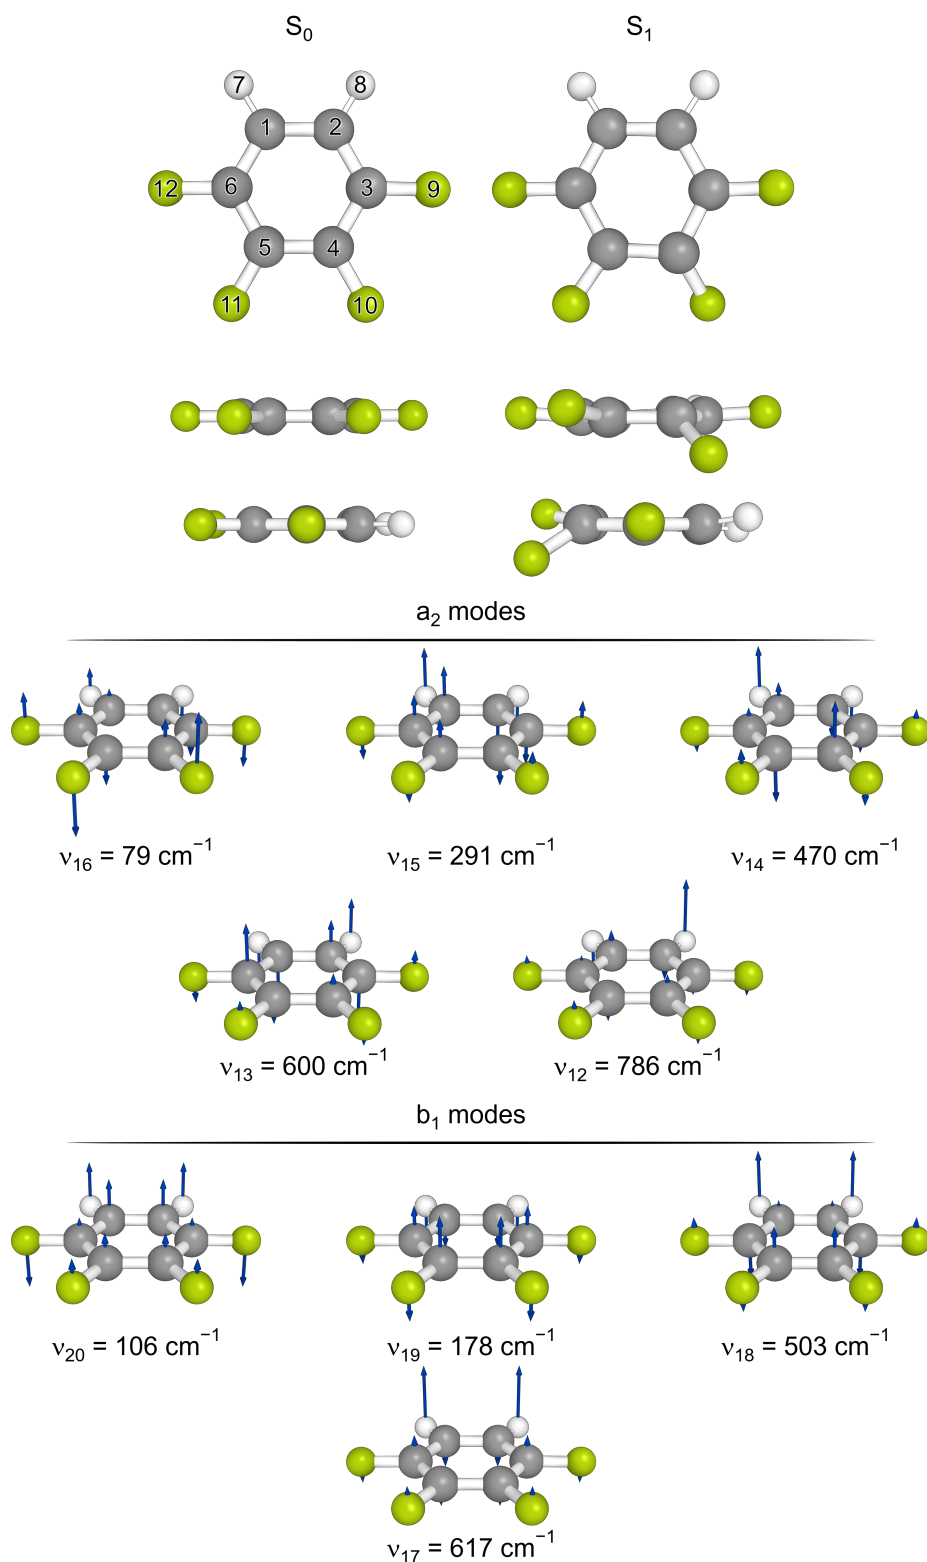 S₀ S₁
7 8
1 2
12 6 3 9
5 4
11 10
a₂ modes
ν₁₆ = 79 cm⁻¹ ν₁₅ = 291 cm⁻¹ ν₁₄ = 470 cm⁻¹
ν₁₃ = 600 cm⁻¹ ν₁₂ = 786 cm⁻¹
b₁ modes
ν₂₀ = 106 cm⁻¹ ν₁₉ = 178 cm⁻¹ ν₁₈ = 503 cm⁻¹
ν₁₇ = 617 cm⁻¹